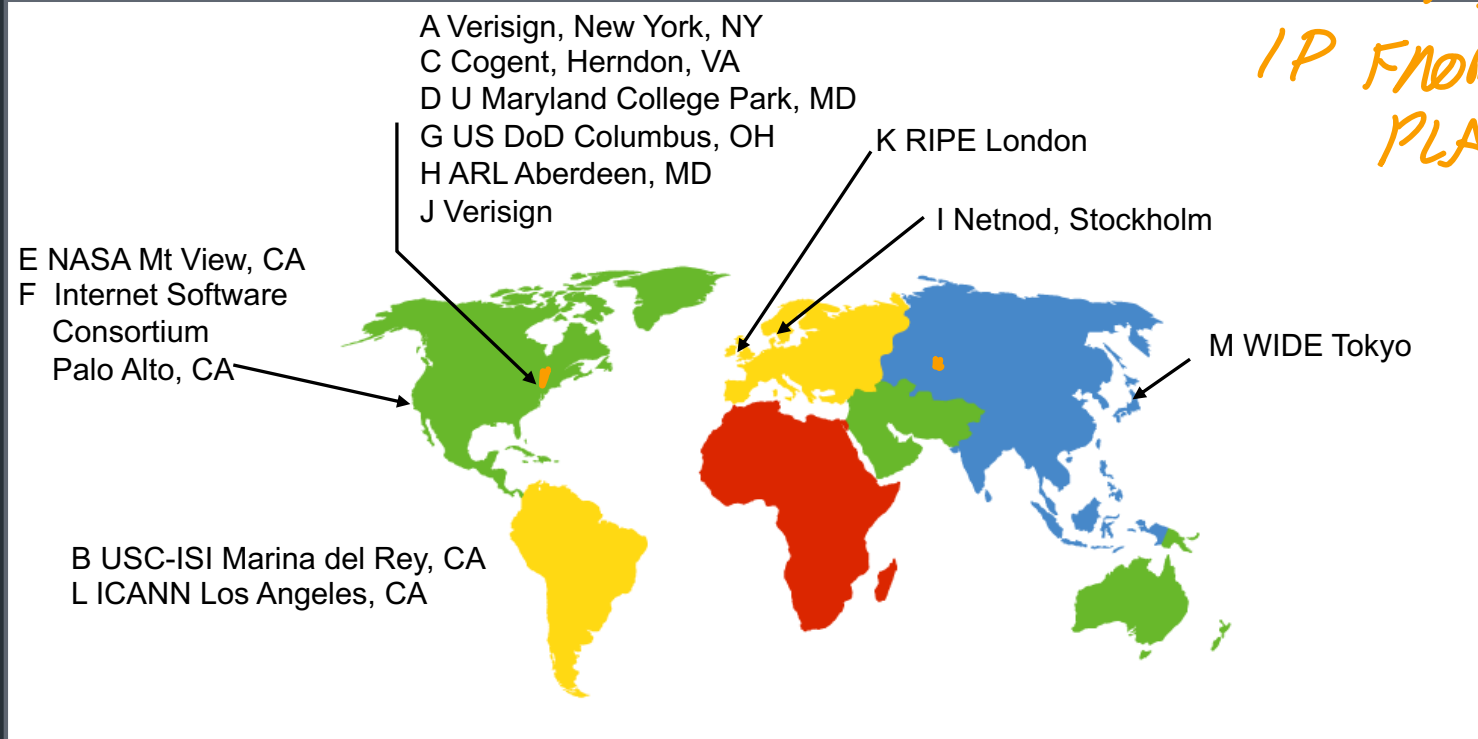 A Verisign, New York, NY
C Cogent, Herndon, VA
D U Maryland College Park, MD
G US DoD Columbus, OH
H ARL Aberdeen, MD
J Verisign
IP
K RIPE London
I Netnod, Stockholm
E NASA Mt View, CA
F Internet Software
Consortium
Palo Alto, CA
M WIDE Tokyo
B USC-ISI Marina del Rey, CA
L ICANN Los Angeles, CA